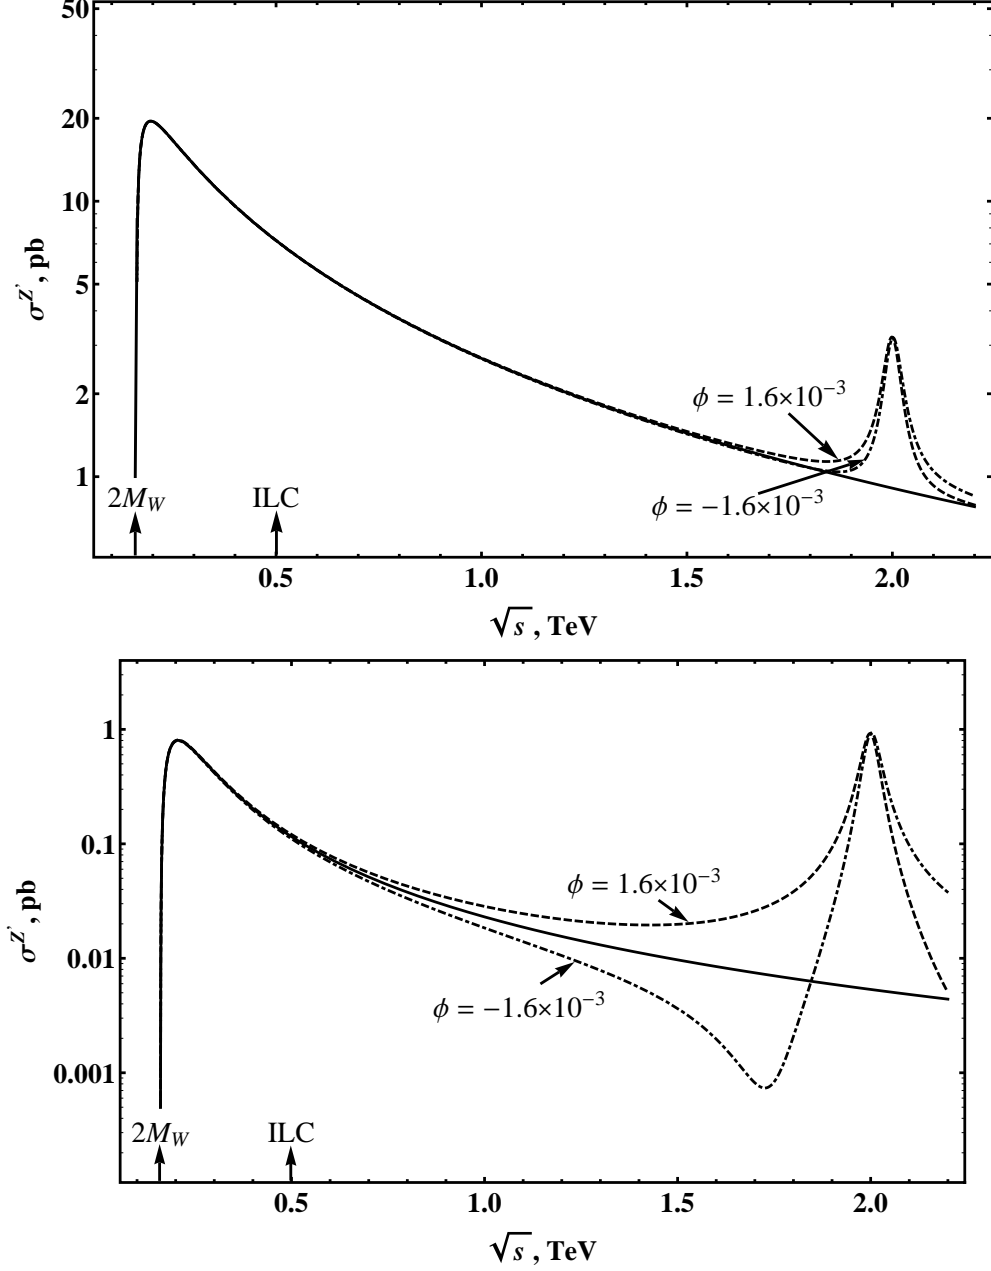 50
20
10
5
2
1
σ^Z', pb
ϕ = 1.6×10⁻³
ϕ = −1.6×10⁻³
2M_W
ILC
0.5
1.0
1.5
2.0
√s, TeV
1
0.1
0.01
0.001
σ^Z', pb
ϕ = 1.6×10⁻³
ϕ = −1.6×10⁻³
2M_W
ILC
0.5
1.0
1.5
2.0
√s, TeV